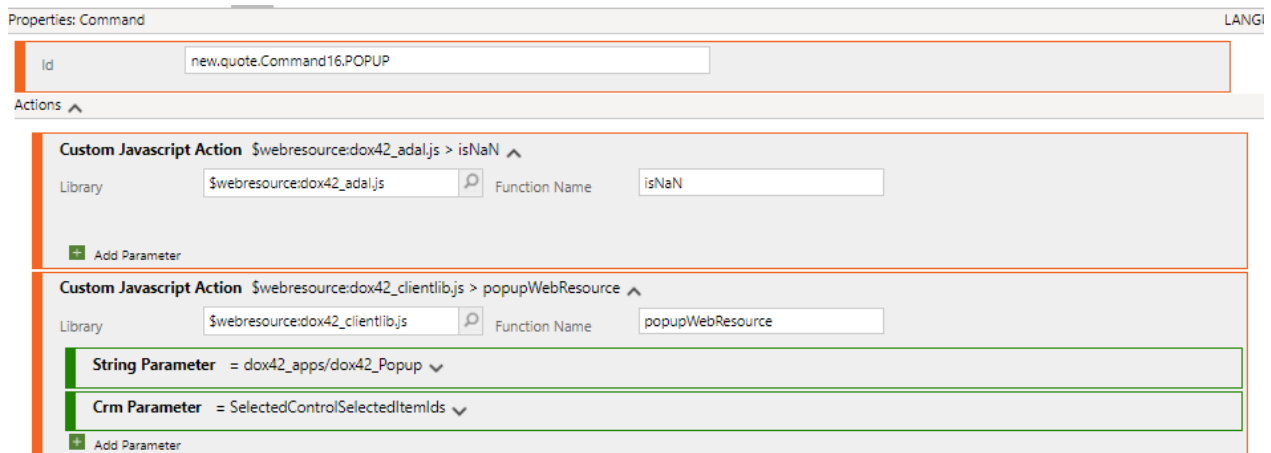 Properties: Command LANGU
Id new.quote.Command16.POPUP
Actions
Custom Javascript Action $webresource:dox42_adal.js > isNaN
Library $webresource:dox42_adal.js Function Name isNaN
Add Parameter
Custom Javascript Action $webresource:dox42_clientlib.js > popupWebResource
Library $webresource:dox42_clientlib.js Function Name popupWebResource
String Parameter = dox42_apps/dox42_Popup
Crm Parameter = SelectedControlSelectedItemIds
Add Parameter